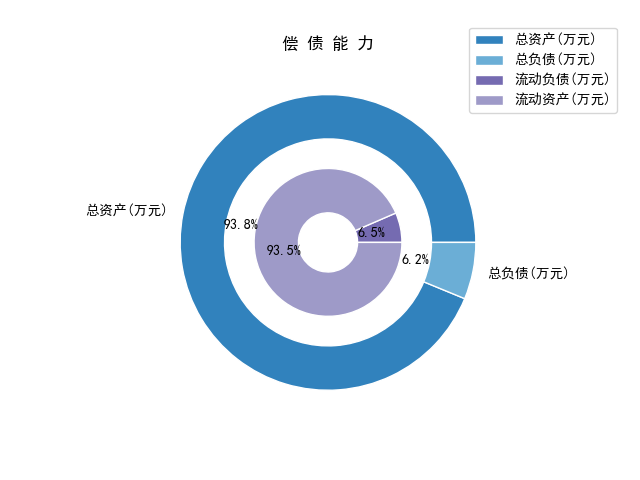 偿 债 能 力
总资产(万元)
总负债(万元)
流动负债(万元)
流动资产(万元)
总资产(万元)
93.8%
6.5%
93.5%
6.2%
总负债(万元)